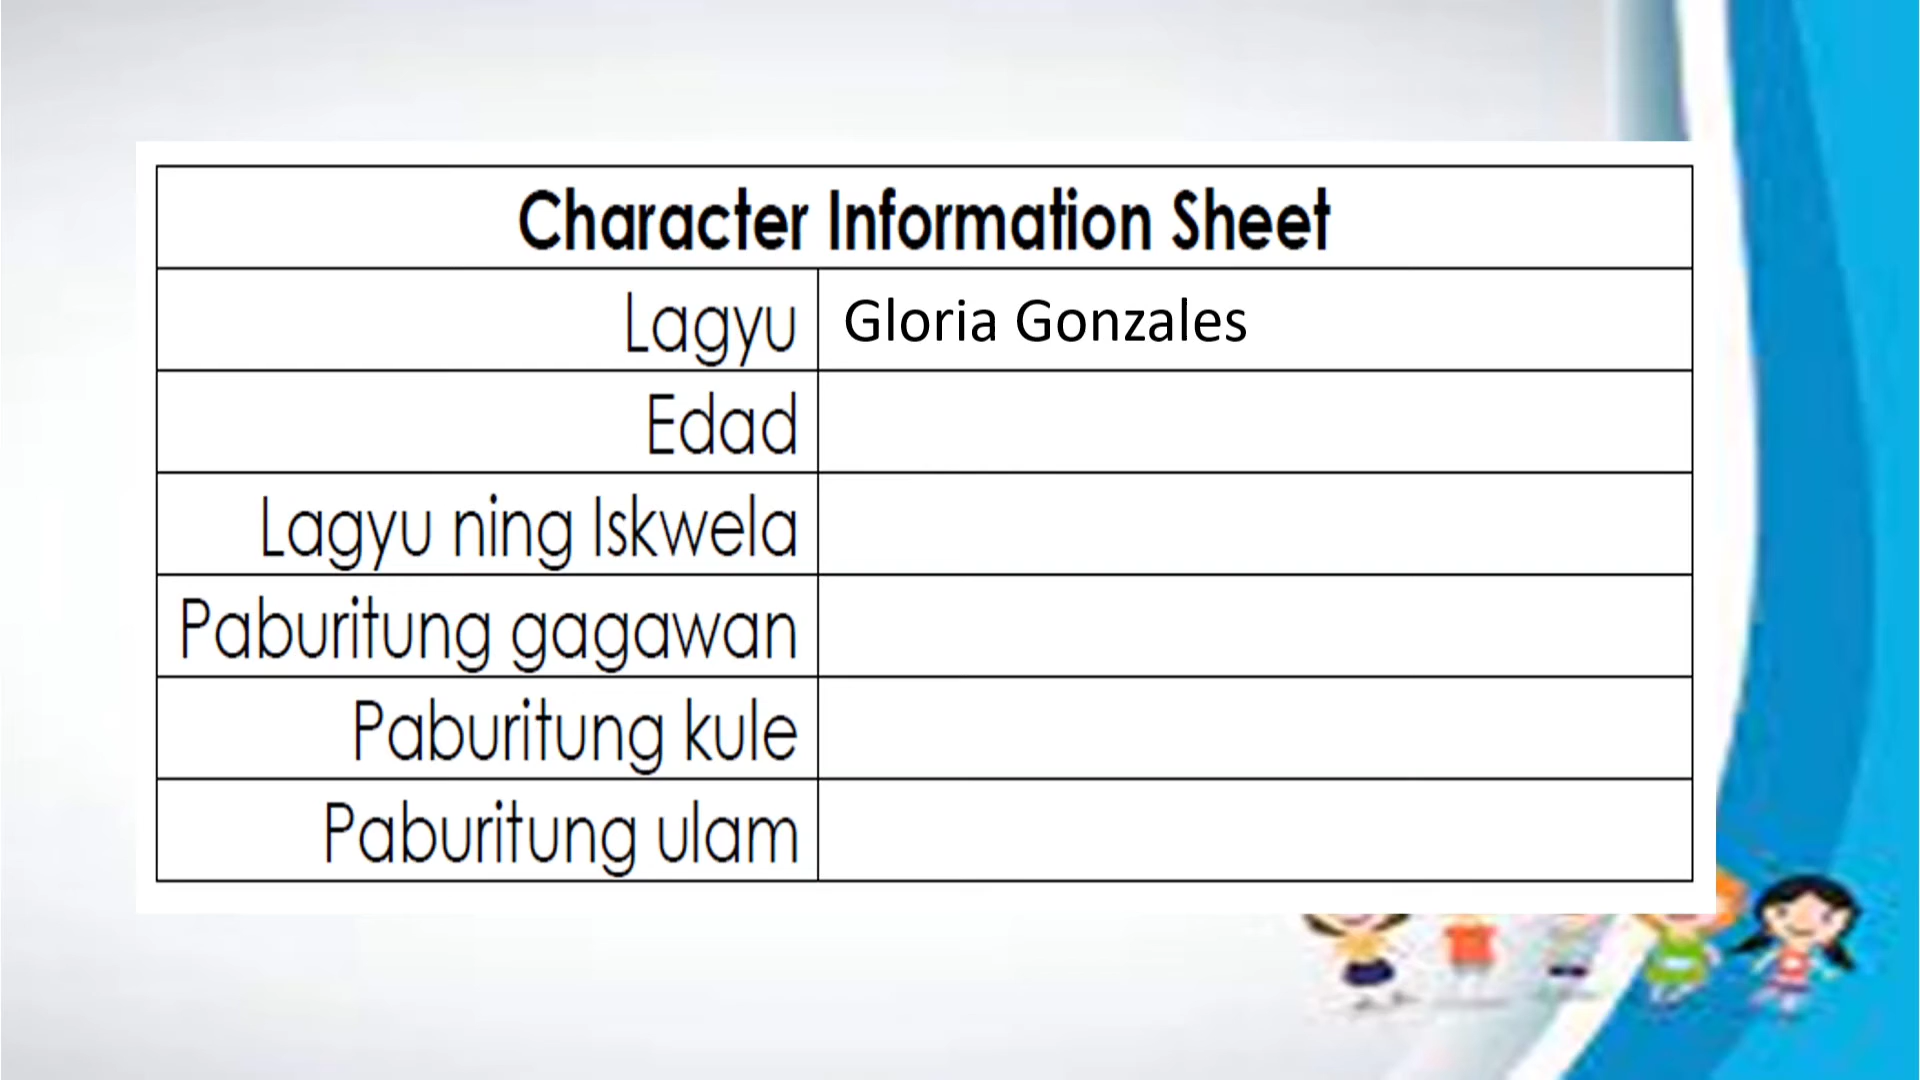 Character Information Sheet
Lagyu Gloria Gonzales
Edad
Lagyu ning Iskwela
Paburitung gagawan
Paburitung kule
Paburitung ulam